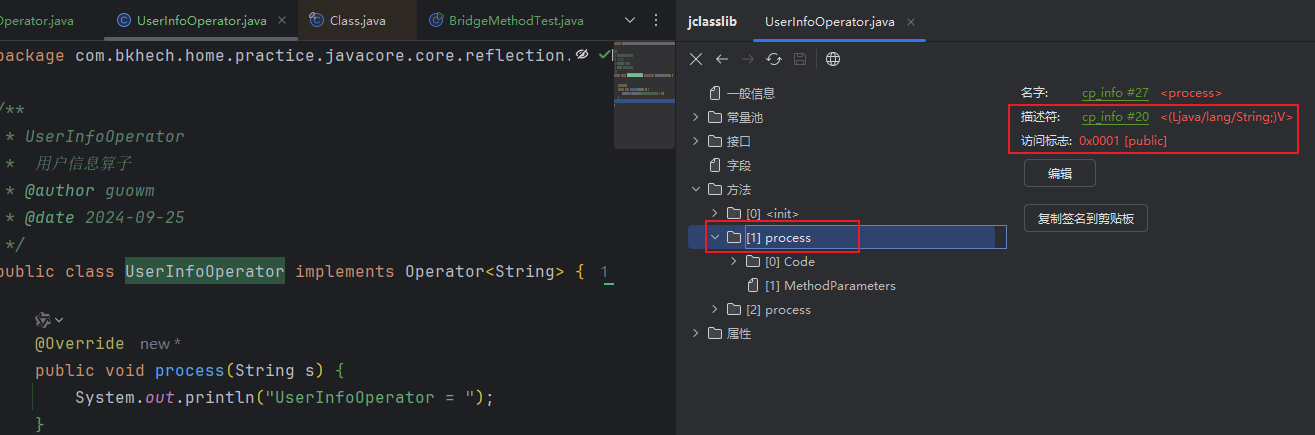 Operator.java
UserInfoOperator.java
Class.java
BridgeMethodTest.java
package com.bkhech.home.practice.javacore.core.reflection.
/**
* UserInfoOperator
* 用户信息算子
* @author guowm
* @date 2024-09-25
*/
public class UserInfoOperator implements Operator<String> { 1
@Override new *
public void process(String s) {
System.out.println("UserInfoOperator = ");
}
jclasslib
UserInfoOperator.java
一般信息
常量池
接口
字段
方法
[0] <init>
[1] process
[0] Code
[1] MethodParameters
[2] process
属性
名字: cp_info #27 <process>
描述符: cp_info #20 <(Ljava/lang/String;)V>
访问标志: 0x0001 [public]
编辑
复制签名到剪贴板